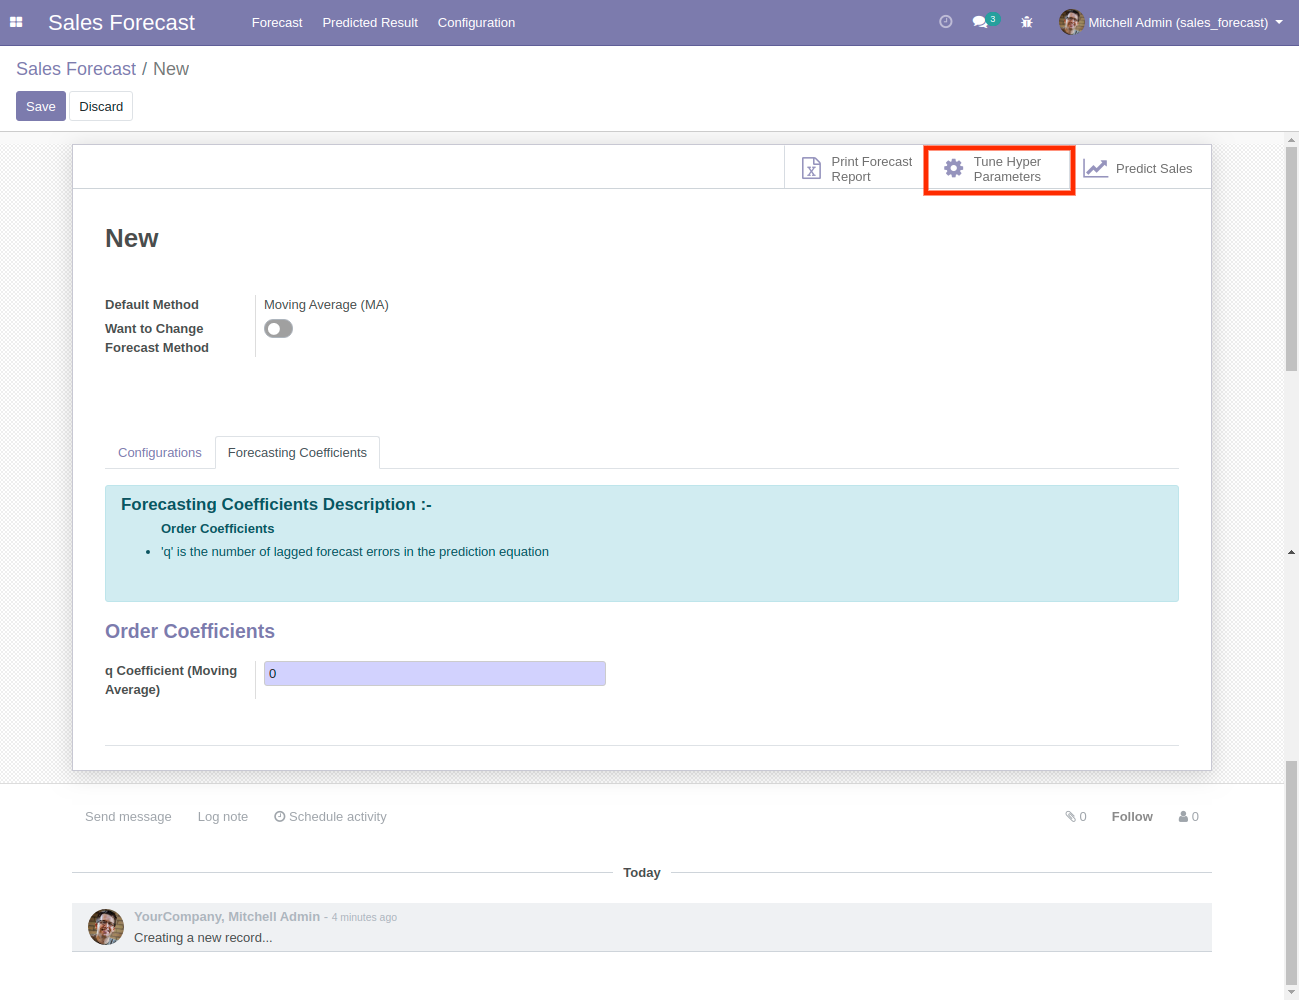 Sales Forecast Forecast Predicted Result Configuration 3 Mitchell Admin (sales_forecast)
Sales Forecast / New
Save Discard
Print Forecast
Report
Tune Hyper
Parameters
Predict Sales
New
Default Method Moving Average (MA)
Want to Change
Forecast Method
Configurations Forecasting Coefficients
Forecasting Coefficients Description :-
Order Coefficients
• 'q' is the number of lagged forecast errors in the prediction equation
Order Coefficients
q Coefficient (Moving
Average)
0
Send message Log note Schedule activity 0 Follow 0
Today
YourCompany, Mitchell Admin - 4 minutes ago
Creating a new record...